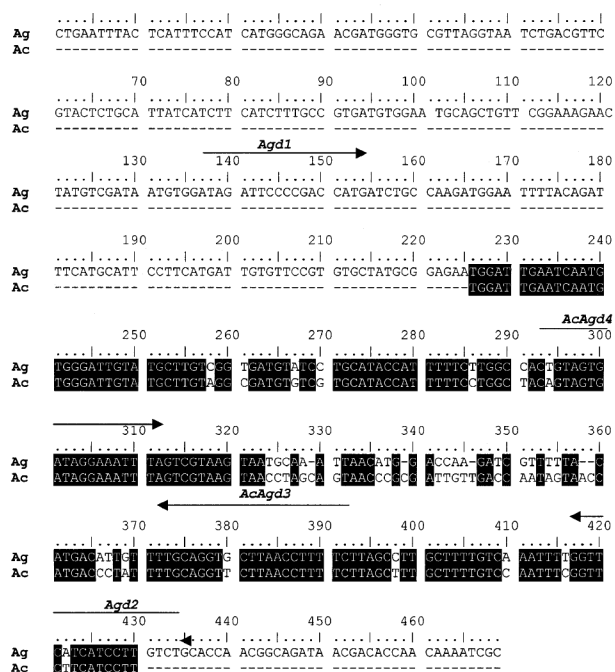 Ag CTGAATTTAC TCATTTCCAT CATGGGCAGA ACGATGGGTG CGTTAGGTAA TCTGACGTTC
Ac ---------- ---------- ---------- ---------- ---------- ----------
70 80 90 100 110 120
Ag GTACTCTGCA TTATCATCTT CATCTTTGCC GTGATGTGGA TGCAGCTGTT CGGAAAGAAC
Ac ---------- ---------- ---------- ---------- ---------- ----------
Agd1
130 140 150 160 170 180
Ag TATGTCGATA ATGTGGATAG ATTCCCCGAC CATGATCTGC CAAGATGGAA TTTTACAGAT
Ac ---------- ---------- ---------- ---------- ---------- ----------
190 200 210 220 230 240
Ag TTCATGCATT CCTTCATGAT TGTGTTCCGT GTGCTATGCG GAGAATGGAT TGAATCAATG
Ac ---------- ---------- ---------- ---------- -----TGGAT TGAATCAATG
AcAgd4
250 260 270 280 290 300
Ag TGGGATTGTA TGCTTGTCGG TGATGTATCC TGCATACCAT TTTTCTTGGC CACTGTAGTG
Ac TGGGATTGTA TGCTTGTAGG CGATGTGTCG TGCATACCAT TTTTCTGGCT ACAGTAGTG
310 320 330 340 350 360
Ag ATAGGAAATT TAGTCGTAAG TAATGCAA-A TTAACATG-G ACCAA-GATC GTTTTTA--C
Ac ATAGGAAATT TAGTCGTAAG TAACCTAGCA GTAACCCGCG ATTGTTGACC AATAGTAACC
AcAgd3
370 380 390 400 410 420
Ag ATGACATTGT TTTGCAGGTG CTTAACCTTT TCTTAGCCTT GCTTTTGTCA AATTTTGGTT
Ac ATGACCCTAT TTTGCAGGTT CTTAACCTTT TCTTAGCTTT GCTTTTGTCC AATTTCGGTT
Agd2
430 440 450 460
Ag CATCATCCTT GTCTGCACCA ACGGCAGATA ACGACACCAA CAAAATCGC
Ac CTTCATCCTT ---------- ---------- ---------- ---------